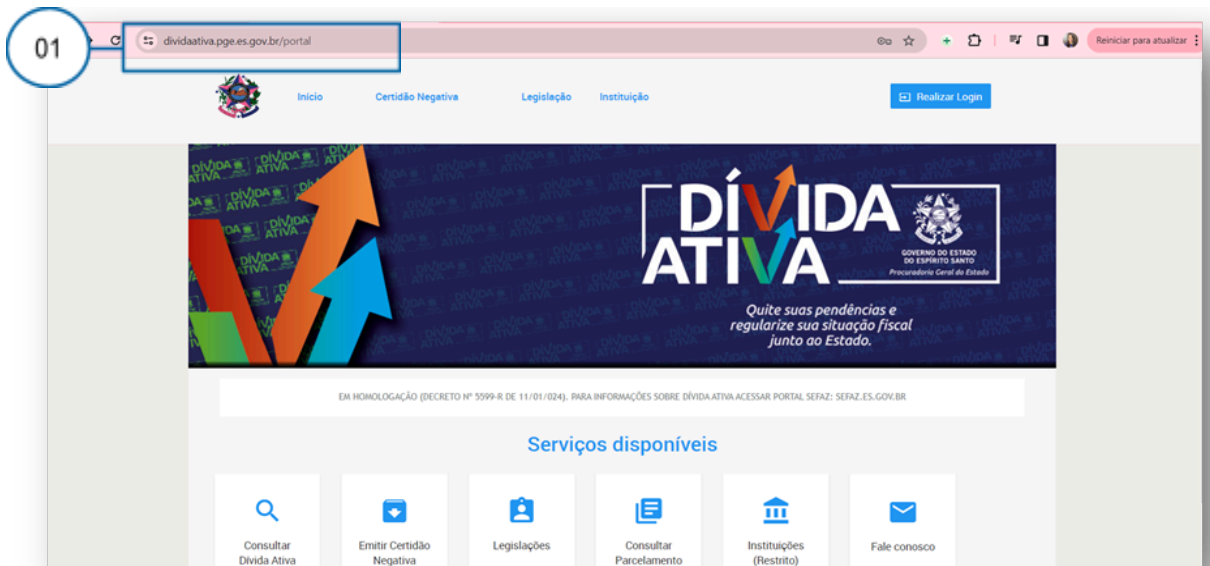 01
dividaativa.pge.es.gov.br/portal
Reiniciar para atualizar
Início Certidão Negativa Legislação Instituição Realizar Login
DÍVIDA
ATIVA
GOVERNO DO ESTADO
DO ESPÍRITO SANTO
Procuradoria Geral do Estado
Quite suas pendências e
regularize sua situação fiscal
junto ao Estado.
EM HOMOLOGAÇÃO (DECRETO Nº 5599-R DE 11/01/024). PARA INFORMAÇÕES SOBRE DÍVIDA ATIVA ACESSAR PORTAL SEFAZ: SEFAZ.ES.GOV.BR
Serviços disponíveis
Consultar
Dívida Ativa
Emitir Certidão
Negativa
Legislações
Consultar
Parcelamento
Instituições
(Restrito)
Fale conosco